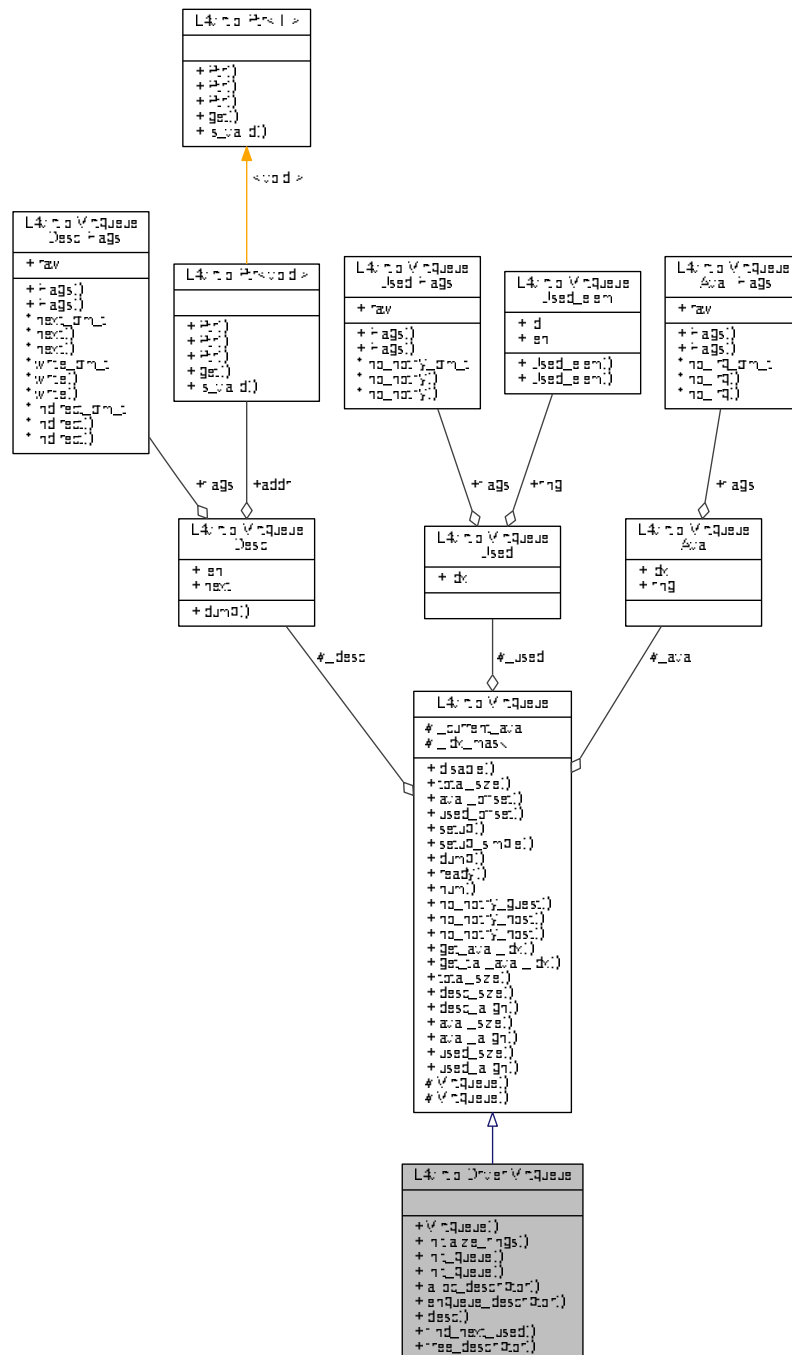 L4virtio::Ptr< T >
+ Ptr()
+ Ptr()
+ Ptr()
+ get()
+ is_valid()
< void >
L4virtio::Virtqueue
::Desc::Flags
+ raw
+ Flags()
+ Flags()
* next_bfm_t
* next()
* next()
* write_bfm_t
* write()
* write()
* indirect_bfm_t
* indirect()
* indirect()
L4virtio::Ptr< void >
+ Ptr()
+ Ptr()
+ Ptr()
+ get()
+ is_valid()
L4virtio::Virtqueue
::Used::Flags
+ raw
+ Flags()
+ Flags()
* no_notify_bfm_t
* no_notify()
* no_notify()
L4virtio::Virtqueue
::Used_elem
+ id
+ len
+ Used_elem()
+ Used_elem()
L4virtio::Virtqueue
::Avail::Flags
+ raw
+ Flags()
+ Flags()
* no_irq_bfm_t
* no_irq()
* no_irq()
+flags
+addr
+flags
+ring
+flags
L4virtio::Virtqueue
::Desc
+ len
+ next
+ dump()
L4virtio::Virtqueue
::Used
+ idx
L4virtio::Virtqueue
::Avail
+ idx
+ ring
#_desc
#_used
#_avail
L4virtio::Virtqueue
# _current_avail
# _idx_mask
+ disable()
+ total_size()
+ avail_offset()
+ used_offset()
+ setup()
+ setup_simple()
+ dump()
+ ready()
+ num()
+ no_notify_guest()
+ no_notify_host()
+ no_notify_host()
+ get_avail_idx()
+ get_tail_avail_idx()
+ total_size()
+ desc_size()
+ desc_align()
+ avail_size()
+ avail_align()
+ used_size()
+ used_align()
# Virtqueue()
# Virtqueue()
L4virtio::Driver::Virtqueue
+ Virtqueue()
+ initialize_rings()
+ init_queue()
+ init_queue()
+ alloc_descriptor()
+ enqueue_descriptor()
+ desc()
+ find_next_used()
+ free_descriptor()